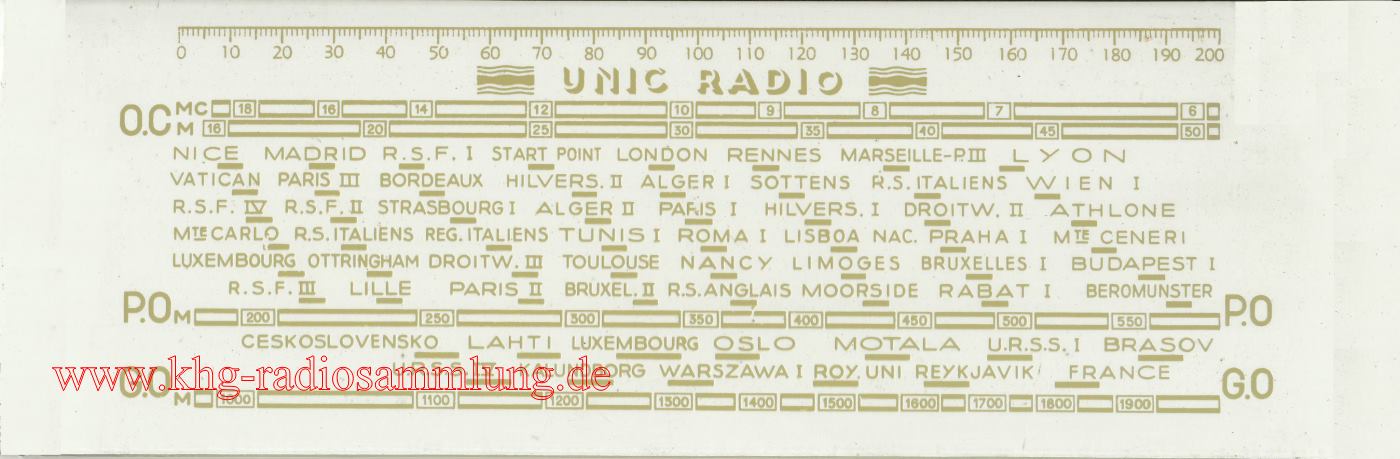 0 10 20 30 40 50 60 70 80 90 100 110 120 130 140 150 160 170 180 190 200
UNIC RADIO
O.C MC 18 16 14 12 10 9 8 7 6
M 16 20 25 30 35 40 45 50
NICE MADRID R.S.F. I START POINT LONDON RENNES MARSEILLE-P.III LYON
VATICAN PARIS III BORDEAUX HILVERS. II ALGER I SOTTENS R.S. ITALIENS WIEN I
R.S.F. IV R.S.F. II STRASBOURG I ALGER II PARIS I HILVERS. I DROITW. II ATHLONE
MTE CARLO R.S. ITALIENS REG. ITALIENS TUNIS I ROMA I LISBOA NAC. PRAHA I MTE CENERI
LUXEMBOURG OTTRINGHAM DROITW. III TOULOUSE NANCY LIMOGES BRUXELLES I BUDAPEST I
R.S.F. III LILLE PARIS II BRUXEL. II R.S. ANGLAIS MOORSIDE RABAT I BEROMUNSTER
P.O M 200 250 300 350 400 450 500 550 P.O
CESKOSLOVENSKO LAHTI LUXEMBOURG OSLO MOTALA U.R.S.S. I BRASOV
KALUNDBORG WARSZAWA I ROY. UNI REYKJAVIK FRANCE
www.khg-radiosammlung.de
G.O M 1000 1100 1200 1300 1400 1500 1600 1700 1800 1900 G.O